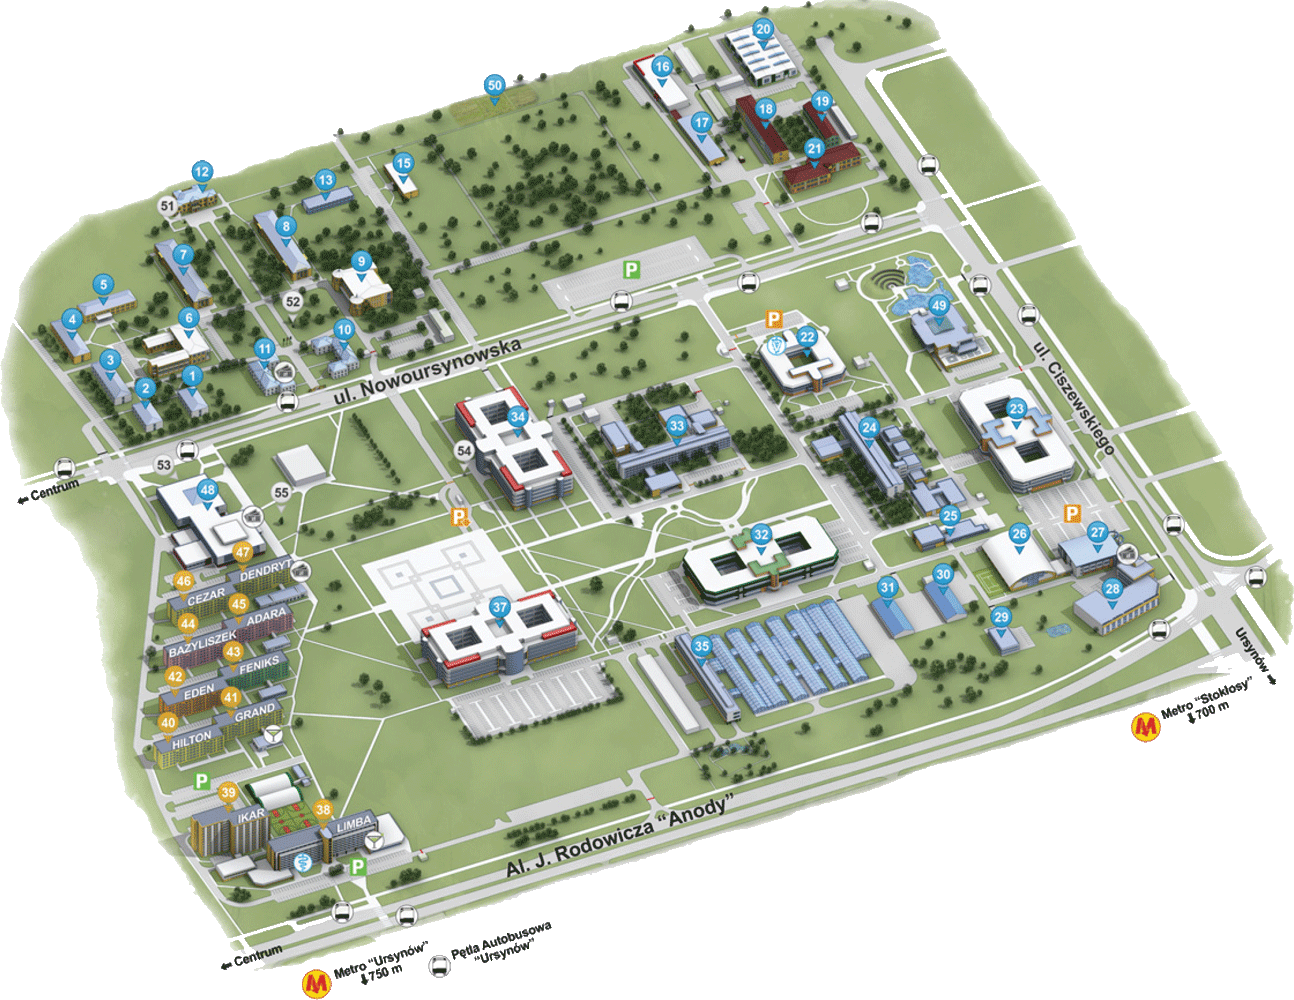 20
16
50
19
18
17
21
15
12
13
51
8
7
9
P
5
52
49
4
6
P
10
22
3
11
1
2
ul. Nowoursynowska
ul. Ciszewskiego
23
34
33
24
54
53
Centrum
48
55
25
P
P
32
26
27
47
DENDRYT
46
CEZAR
30
31
28
45
ADARA
37
44
BAZYLISZEK
29
43
FENIKS
35
Ursynów
42
EDEN
41
GRAND
40
HILTON
Metro "Stokłosy"
700 m
M
P
39
IKAR
38
LIMBA
P
Al. J. Rodowicza "Anody"
Centrum
M
Metro "Ursynów"
750 m
Pętla Autobusowa
"Ursynów"